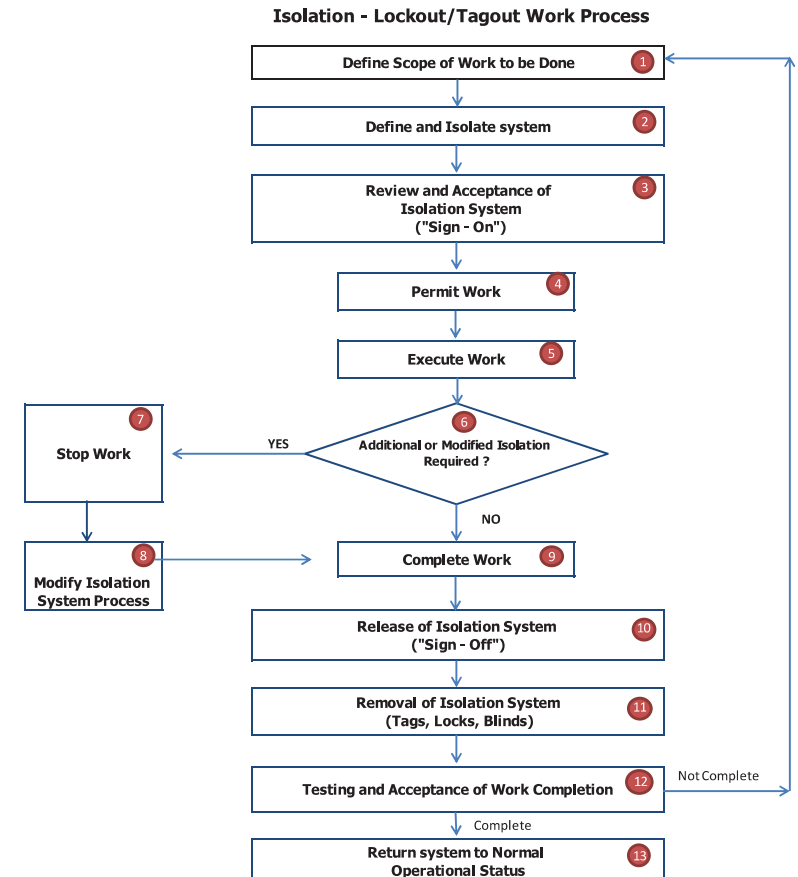 Isolation - Lockout/Tagout Work Process
Define Scope of Work to be Done
1
Define and Isolate system
2
Review and Acceptance of
Isolation System
("Sign - On")
3
Permit Work
4
Execute Work
5
6
Additional or Modified Isolation
Required ?
YES
7
Stop Work
NO
8
Modify Isolation
System Process
Complete Work
9
Release of Isolation System
("Sign - Off")
10
Removal of Isolation System
(Tags, Locks, Blinds)
11
Testing and Acceptance of Work Completion
12
Not Complete
Complete
Return system to Normal
Operational Status
13